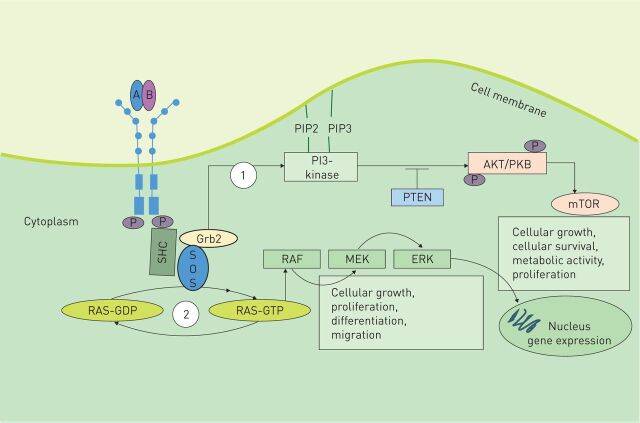 A B
Cell membrane
PIP2 PIP3
P
1
PI3-
kinase
AKT/PKB
P
PTEN
mTOR
Cytoplasm
P
P
SHC
Grb2
SOS
Cellular growth,
cellular survival,
metabolic activity,
proliferation
RAF
MEK
ERK
Cellular growth,
proliferation,
differentiation,
migration
RAS-GDP
2
RAS-GTP
Nucleus
gene expression